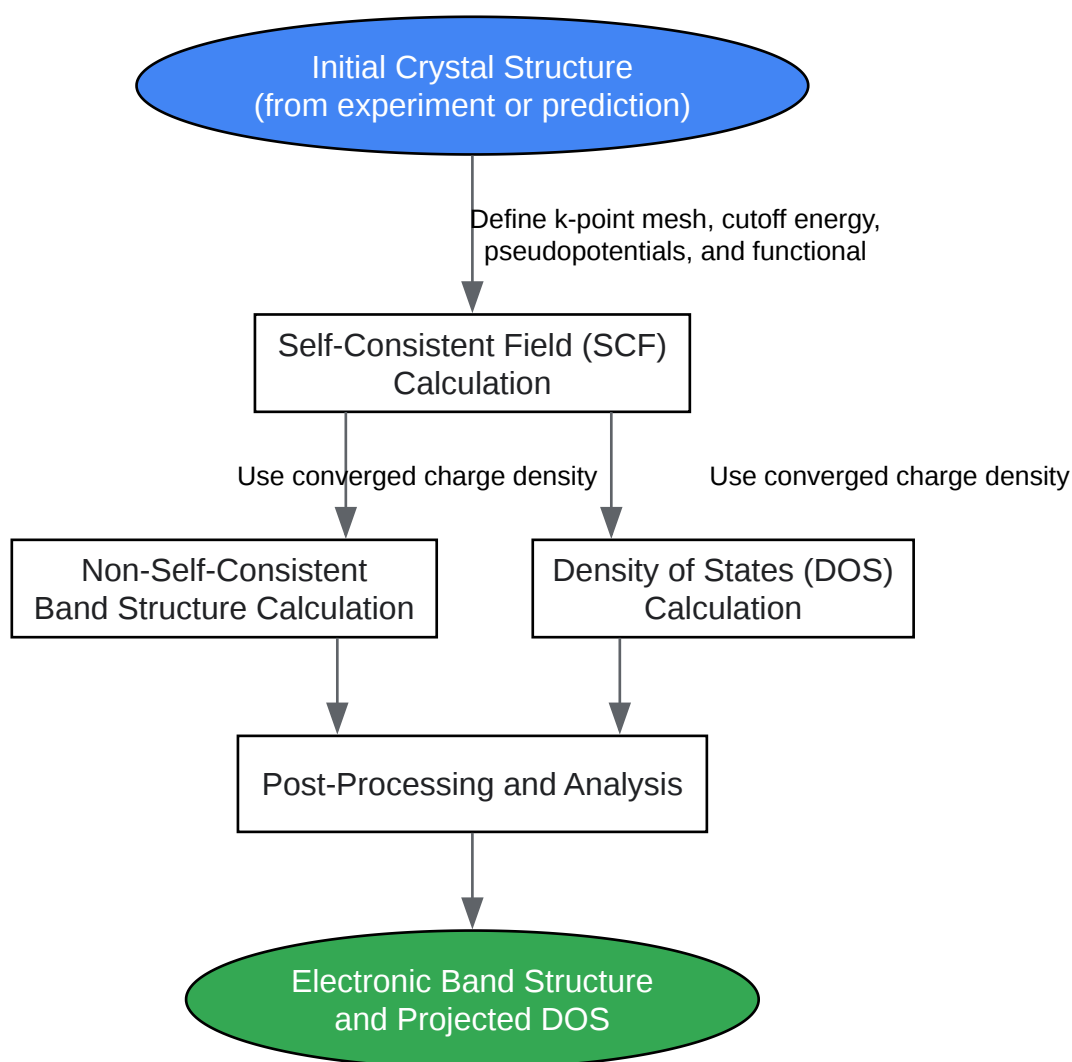 Initial Crystal Structure
(from experiment or prediction)
Define k-point mesh, cutoff energy,
pseudopotentials, and functional
Self-Consistent Field (SCF)
Calculation
Use converged charge density
Use converged charge density
Non-Self-Consistent
Band Structure Calculation
Density of States (DOS)
Calculation
Post-Processing and Analysis
Electronic Band Structure
and Projected DOS